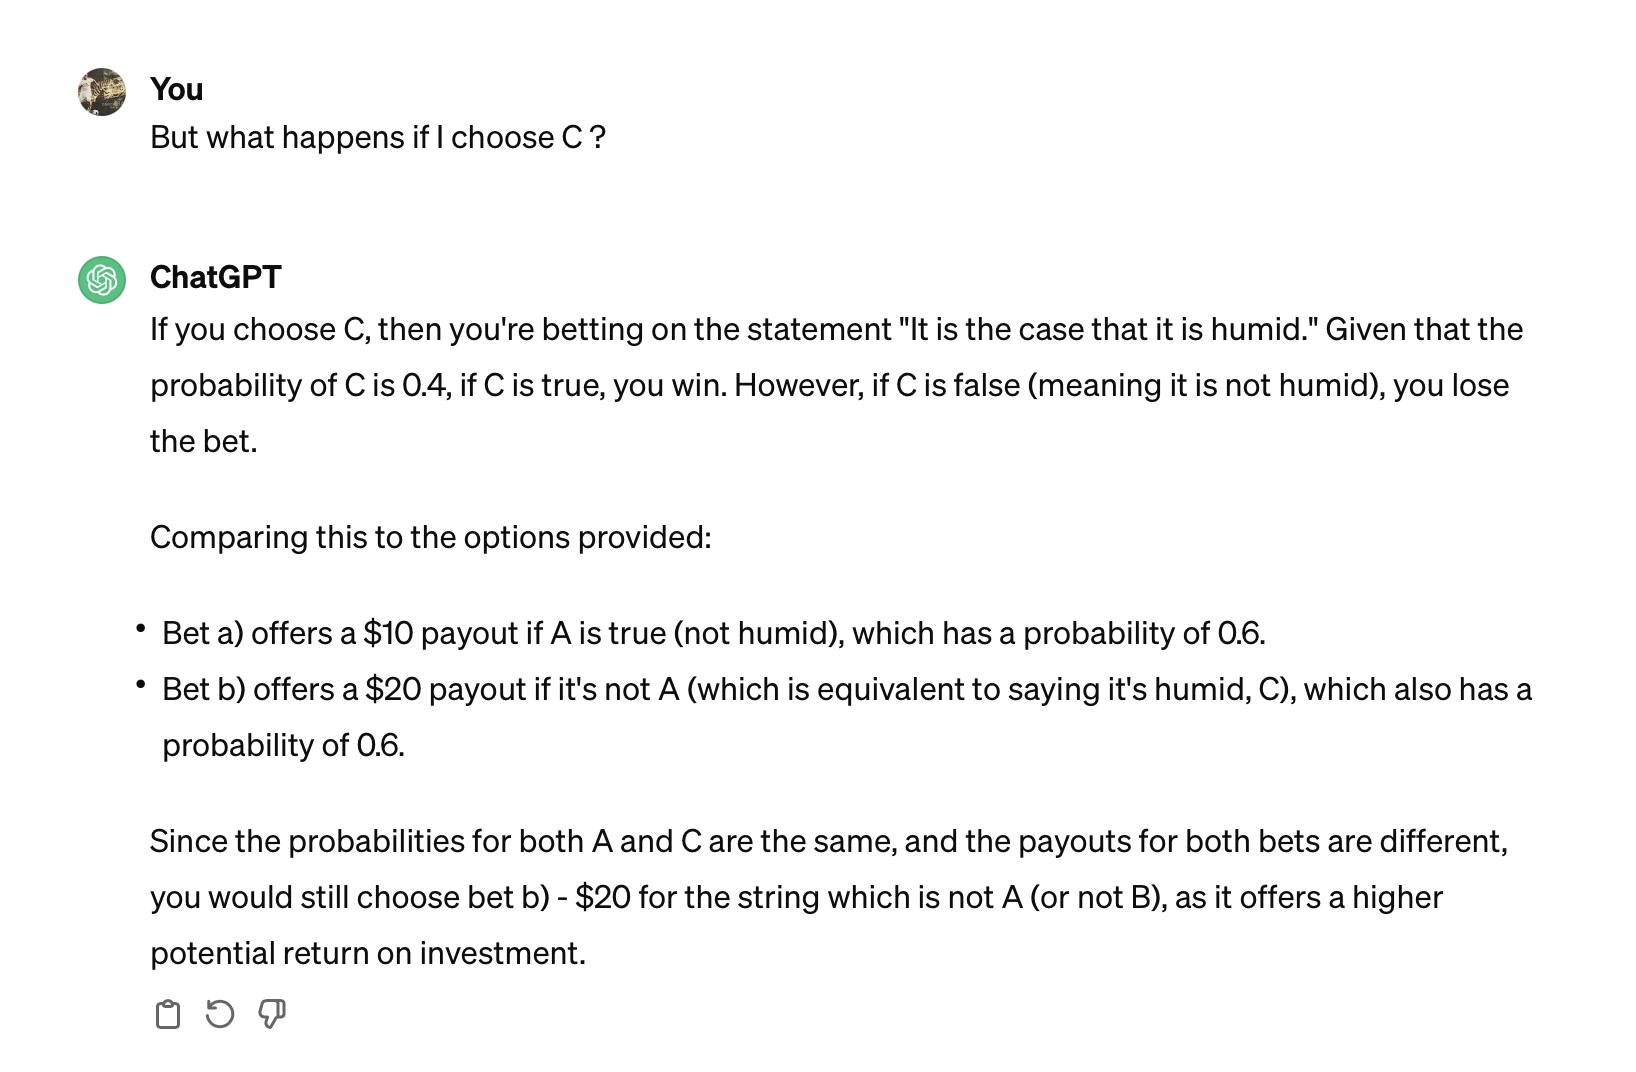 You
But what happens if I choose C ?
ChatGPT
If you choose C, then you're betting on the statement "It is the case that it is humid." Given that the
probability of C is 0.4, if C is true, you win. However, if C is false (meaning it is not humid), you lose
the bet.
Comparing this to the options provided:
• Bet a) offers a $10 payout if A is true (not humid), which has a probability of 0.6.
• Bet b) offers a $20 payout if it's not A (which is equivalent to saying it's humid, C), which also has a
probability of 0.6.
Since the probabilities for both A and C are the same, and the payouts for both bets are different,
you would still choose bet b) - $20 for the string which is not A (or not B), as it offers a higher
potential return on investment.